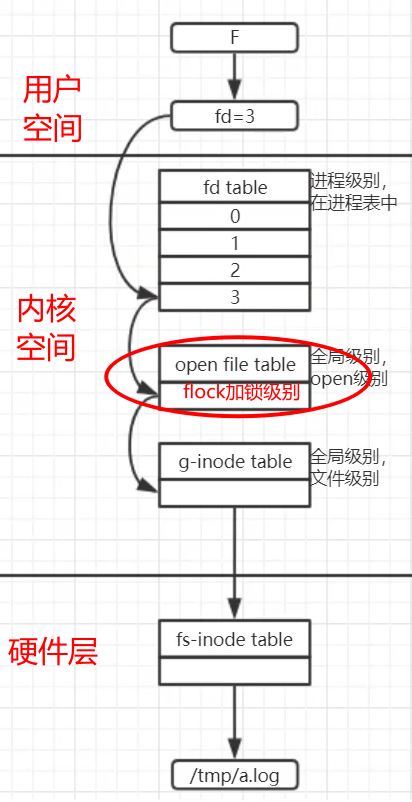 F
用户
空间
fd=3
fd table
进程级别，
在进程表中
0
1
2
3
内核
空间
open file table
全局级别，
open级别
flock加锁级别
g-inode table
全局级别，
文件级别
硬件层
fs-inode table
/tmp/a.log